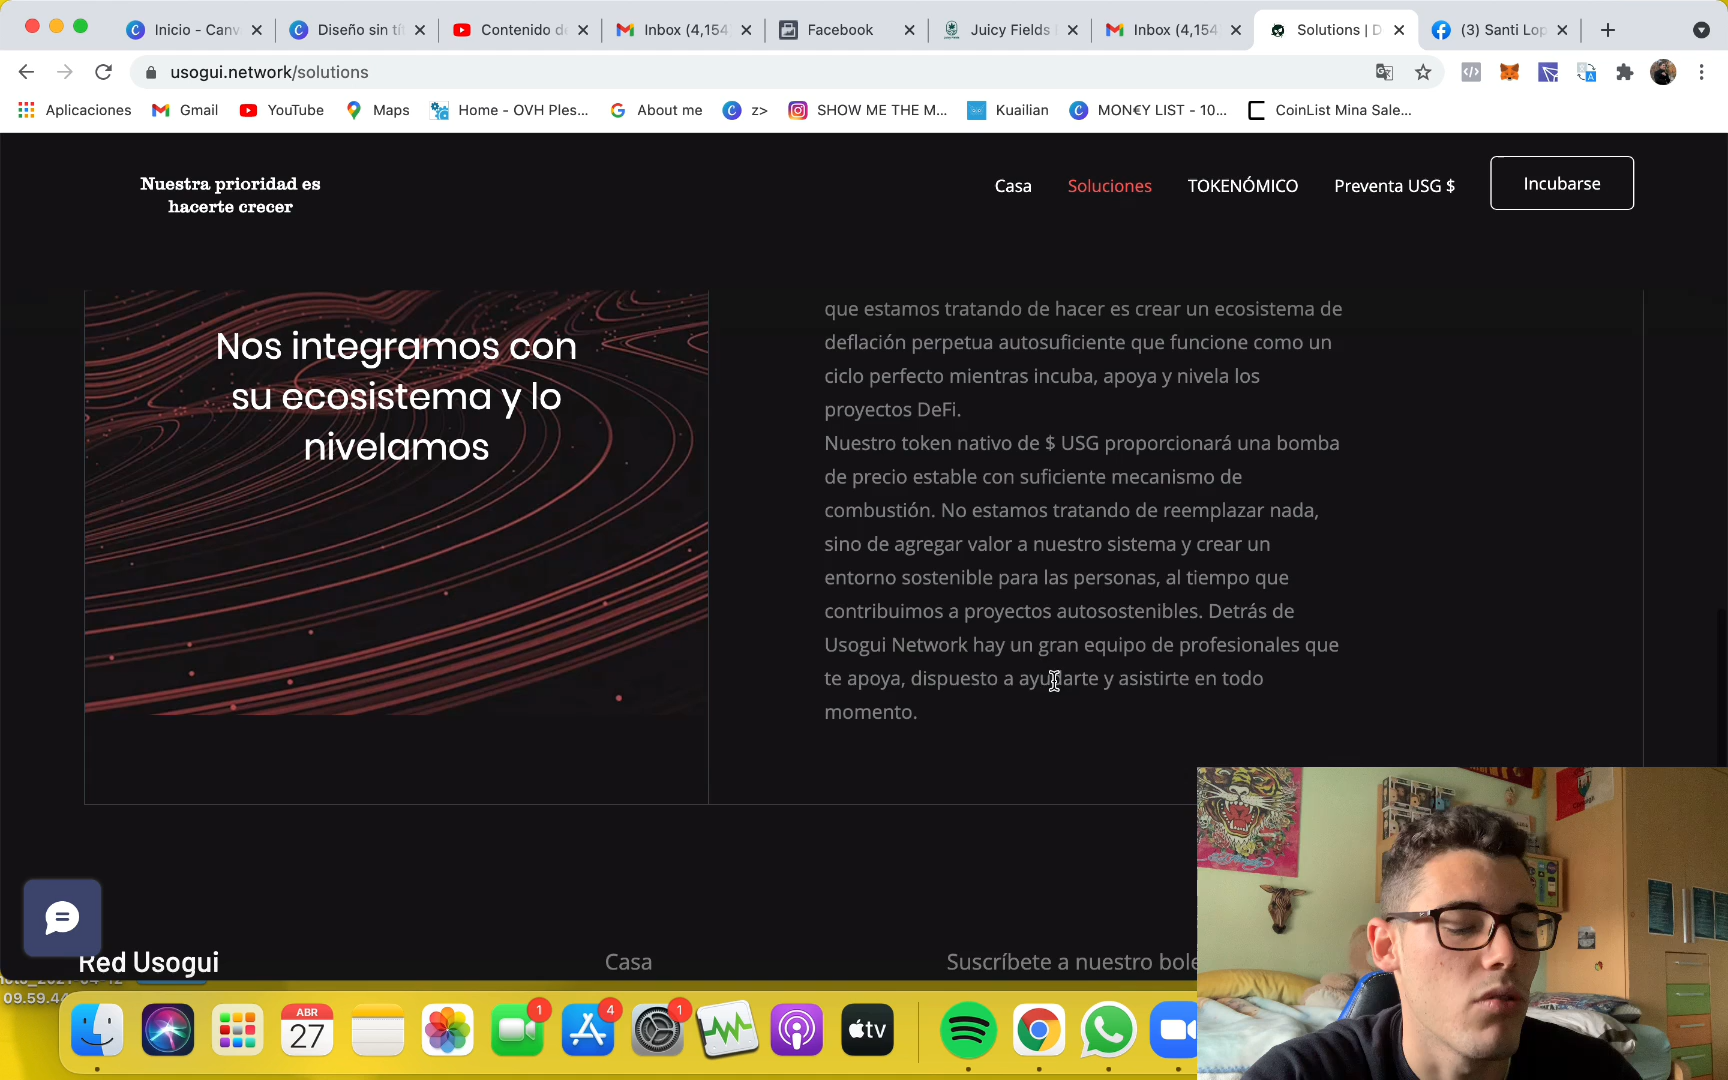 Inicio - Canv
Diseño sin tít
Contenido de
Inbox (4,154
Facebook
Juicy Fields
Inbox (4,154
Solutions | D
(3) Santi Lop
usogui.network/solutions
Aplicaciones
Gmail
YouTube
Maps
Home - OVH Ples...
About me
z>
SHOW ME THE M...
Kuailian
MON€Y LIST - 10...
CoinList Mina Sale...
Nuestra prioridad es
hacerte crecer
Casa
Soluciones
TOKENÓMICO
Preventa USG $
Incubarse
Nos integramos con
su ecosistema y lo
nivelamos
que estamos tratando de hacer es crear un ecosistema de
deflación perpetua autosuficiente que funcione como un
ciclo perfecto mientras incuba, apoya y nivela los
proyectos DeFi.
Nuestro token nativo de $ USG proporcionará una bomba
de precio estable con suficiente mecanismo de
combustión. No estamos tratando de reemplazar nada,
sino de agregar valor a nuestro sistema y crear un
entorno sostenible para las personas, al tiempo que
contribuimos a proyectos autosostenibles. Detrás de
Usogui Network hay un gran equipo de profesionales que
te apoya, dispuesto a ayudarte y asistirte en todo
momento.
Red Usogui
Casa
Suscríbete a nuestro bole
09.59.44
ABR
27
1
4
1
tv